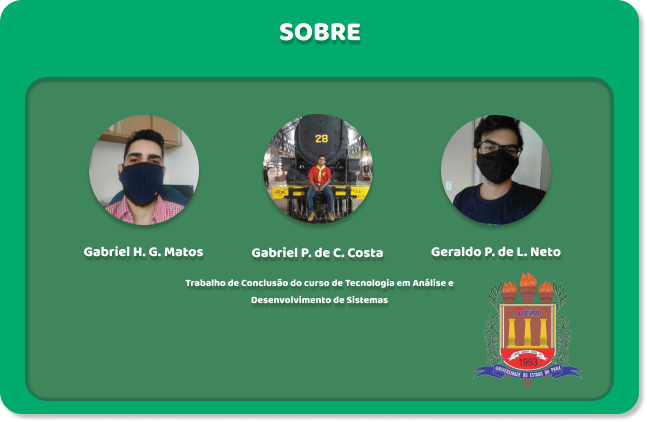 SOBRE
28
Gabriel H. G. Matos
Gabriel P. de C. Costa
Geraldo P. de L. Neto
Trabalho de Conclusão do curso de Tecnologia em Análise e
Desenvolvimento de Sistemas
UEPA
1993
UNIVERSIDADE DO ESTADO DO PARÁ